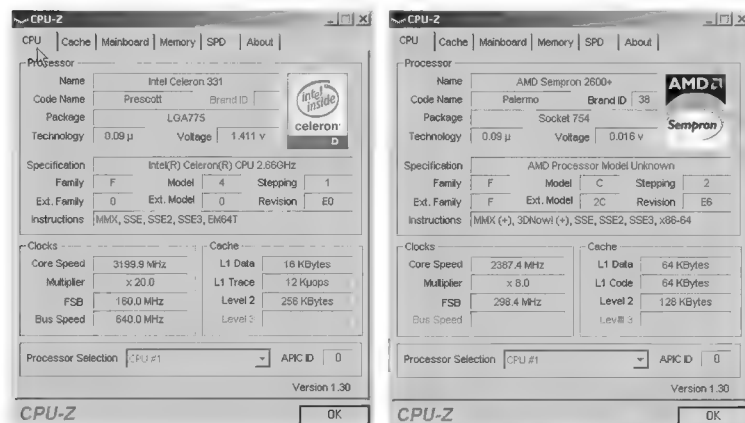 CPU-Z
CPU Cache Mainboard Memory SPD About
Processor
Name Intel Celeron 331
Code Name Prescott Brand ID
Package LGA775
Technology 0.09 µ Voltage 1.411 v
intel inside
celeron
D
Specification Intel(R) Celeron(R) CPU 2.66GHz
Family F Model 4 Stepping 1
Ext. Family 0 Ext. Model 0 Revision E0
Instructions MMX, SSE, SSE2, SSE3, EM64T
Clocks
Core Speed 3199.9 MHz
Multiplier x 20.0
FSB 160.0 MHz
Bus Speed 640.0 MHz
Cache
L1 Data 16 KBytes
L1 Trace 12 Kµops
Level 2 256 KBytes
Level 3
Processor Selection CPU #1 APIC ID 0
Version 1.30
CPU-Z OK
CPU-Z
CPU Cache Mainboard Memory SPD About
Processor
Name AMD Sempron 2600+
Code Name Palermo Brand ID 38
Package Socket 754
Technology 0.09 µ Voltage 0.016 v
AMD
Sempron
Specification AMD Processor Model Unknown
Family F Model C Stepping 2
Ext. Family F Ext. Model 2C Revision E6
Instructions MMX (+), 3DNow! (+), SSE, SSE2, SSE3, x86-64
Clocks
Core Speed 2387.4 MHz
Multiplier x 8.0
FSB 298.4 MHz
Bus Speed
Cache
L1 Data 64 KBytes
L1 Code 64 KBytes
Level 2 128 KBytes
Level 3
Processor Selection CPU #1 APIC ID 0
Version 1.30
CPU-Z OK